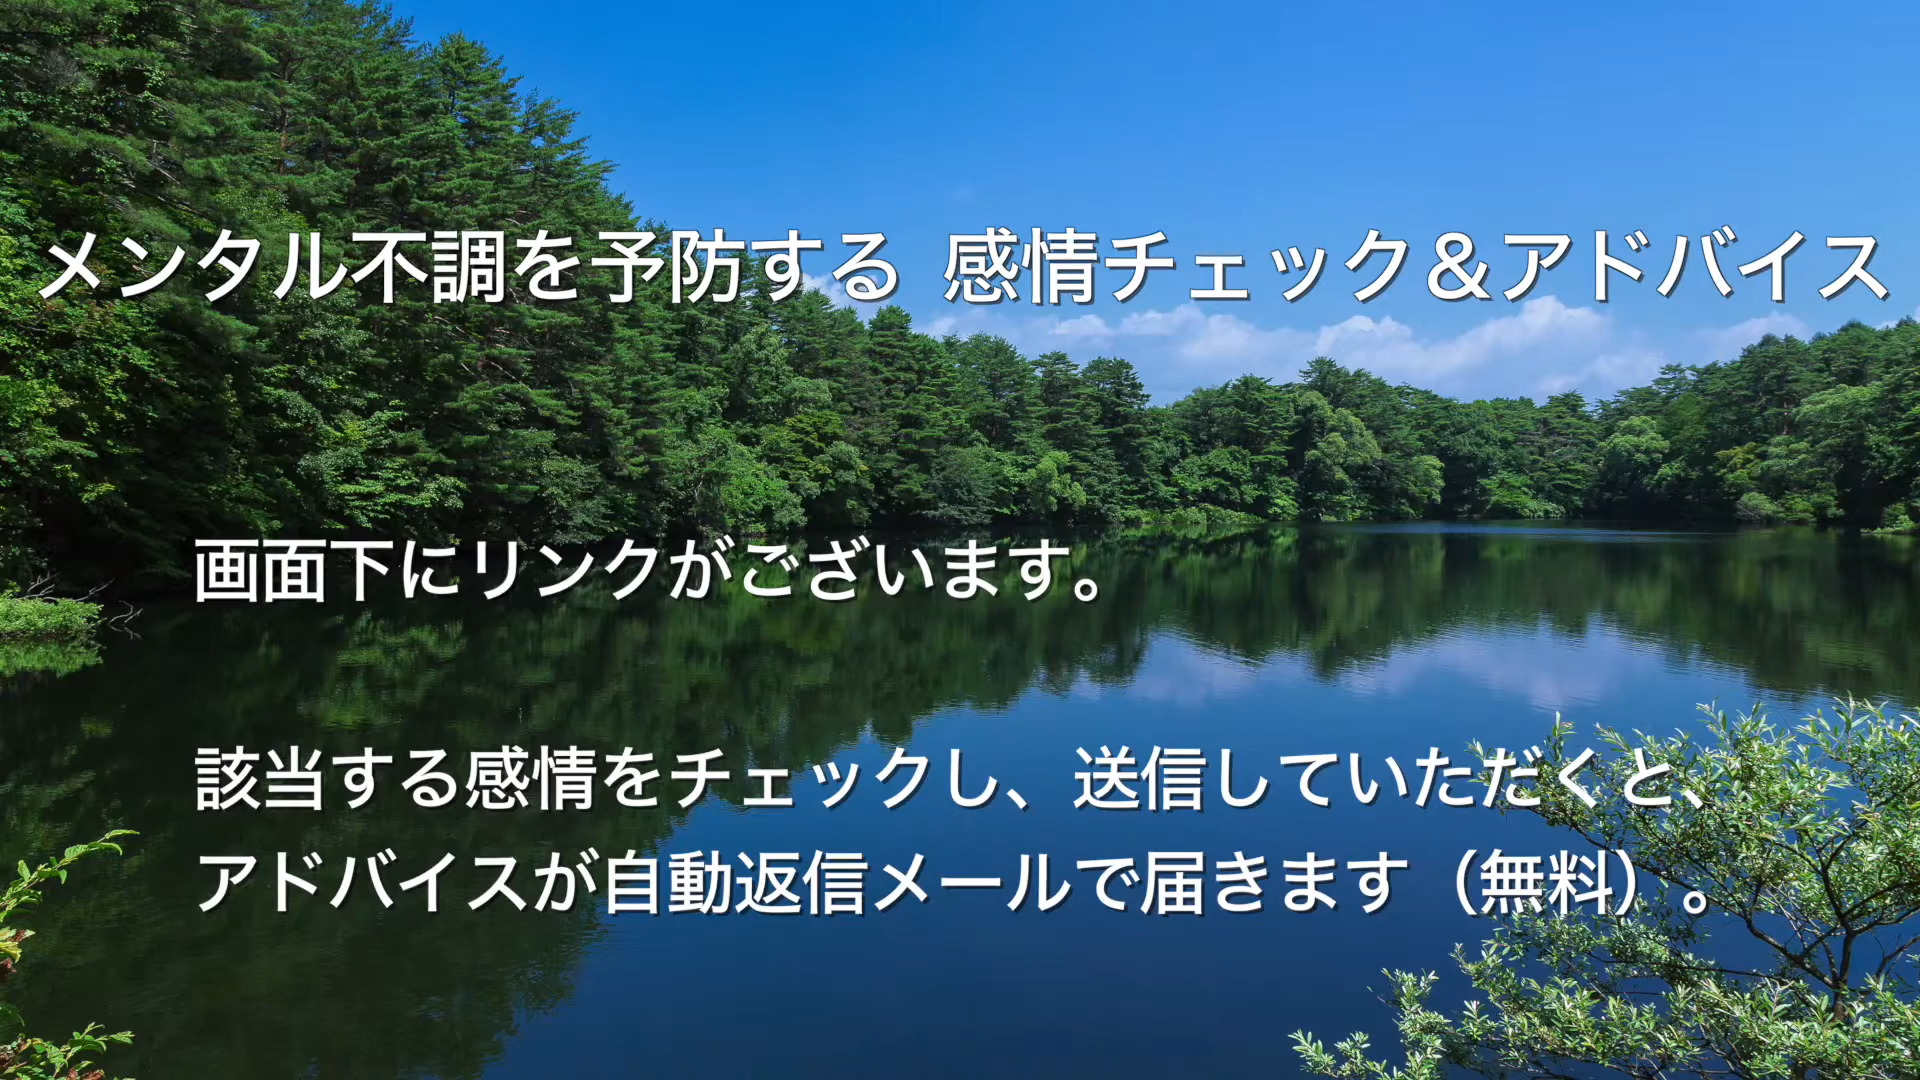 メンタル不調を予防する 感情チェック＆アドバイス
画面下にリンクがございます。
該当する感情をチェックし、送信していただくと、
アドバイスが自動返信メールで届きます（無料）。